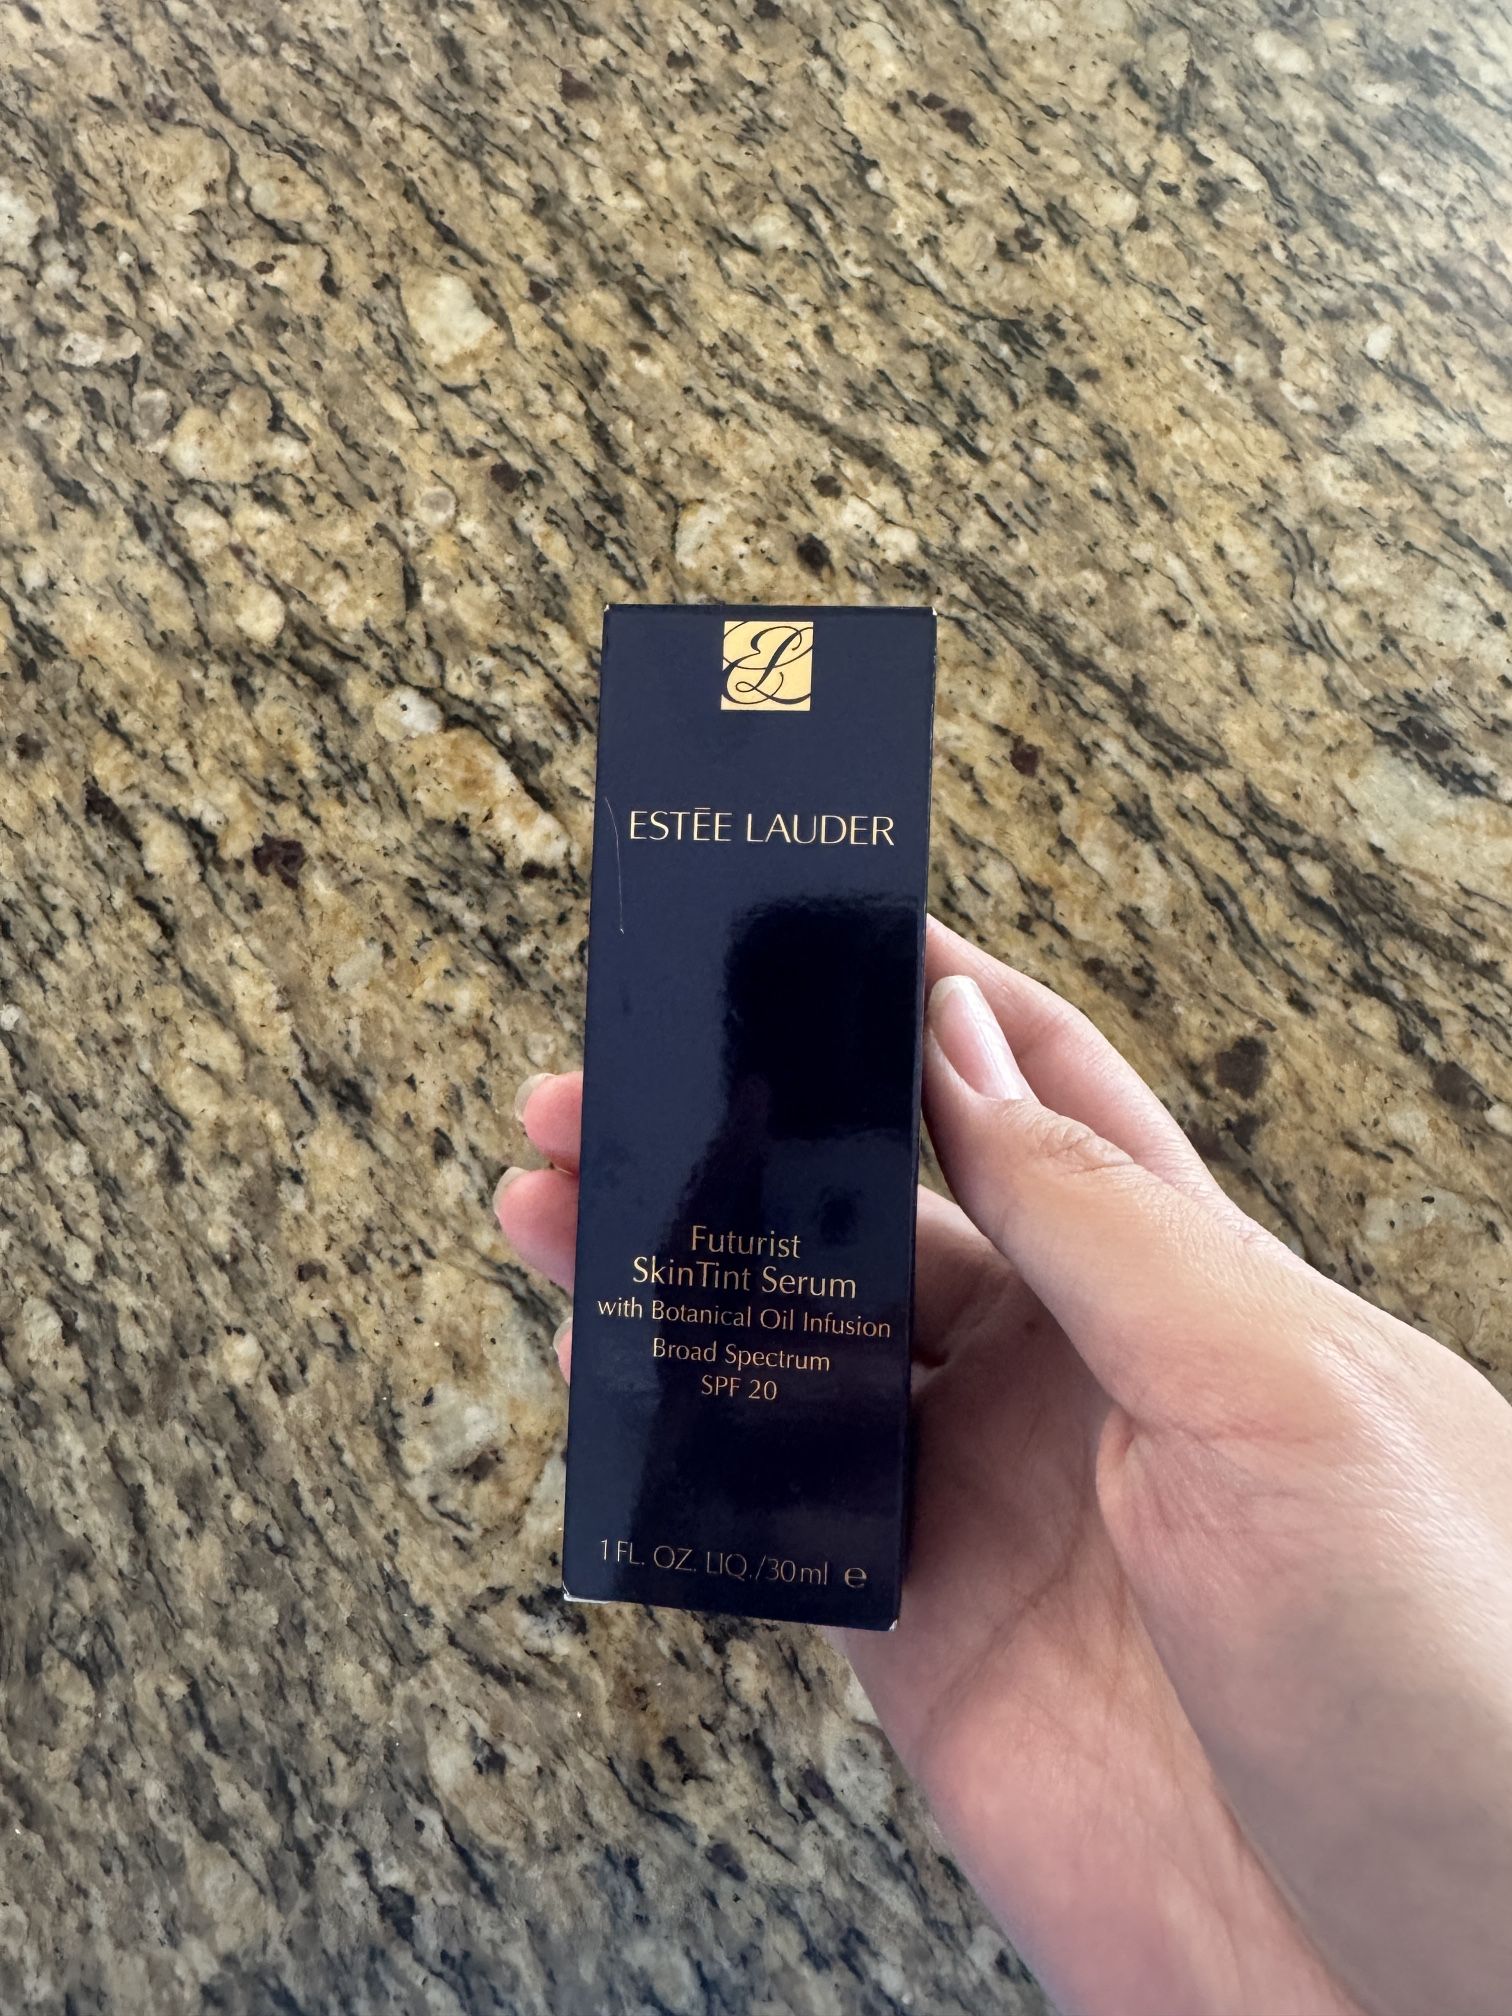 ESTĒE LAUDER
Futurist
SkinTint Serum
with Botanical Oil Infusion
Broad Spectrum
SPF 20
1 FL. OZ. LIQ./30ml ℮